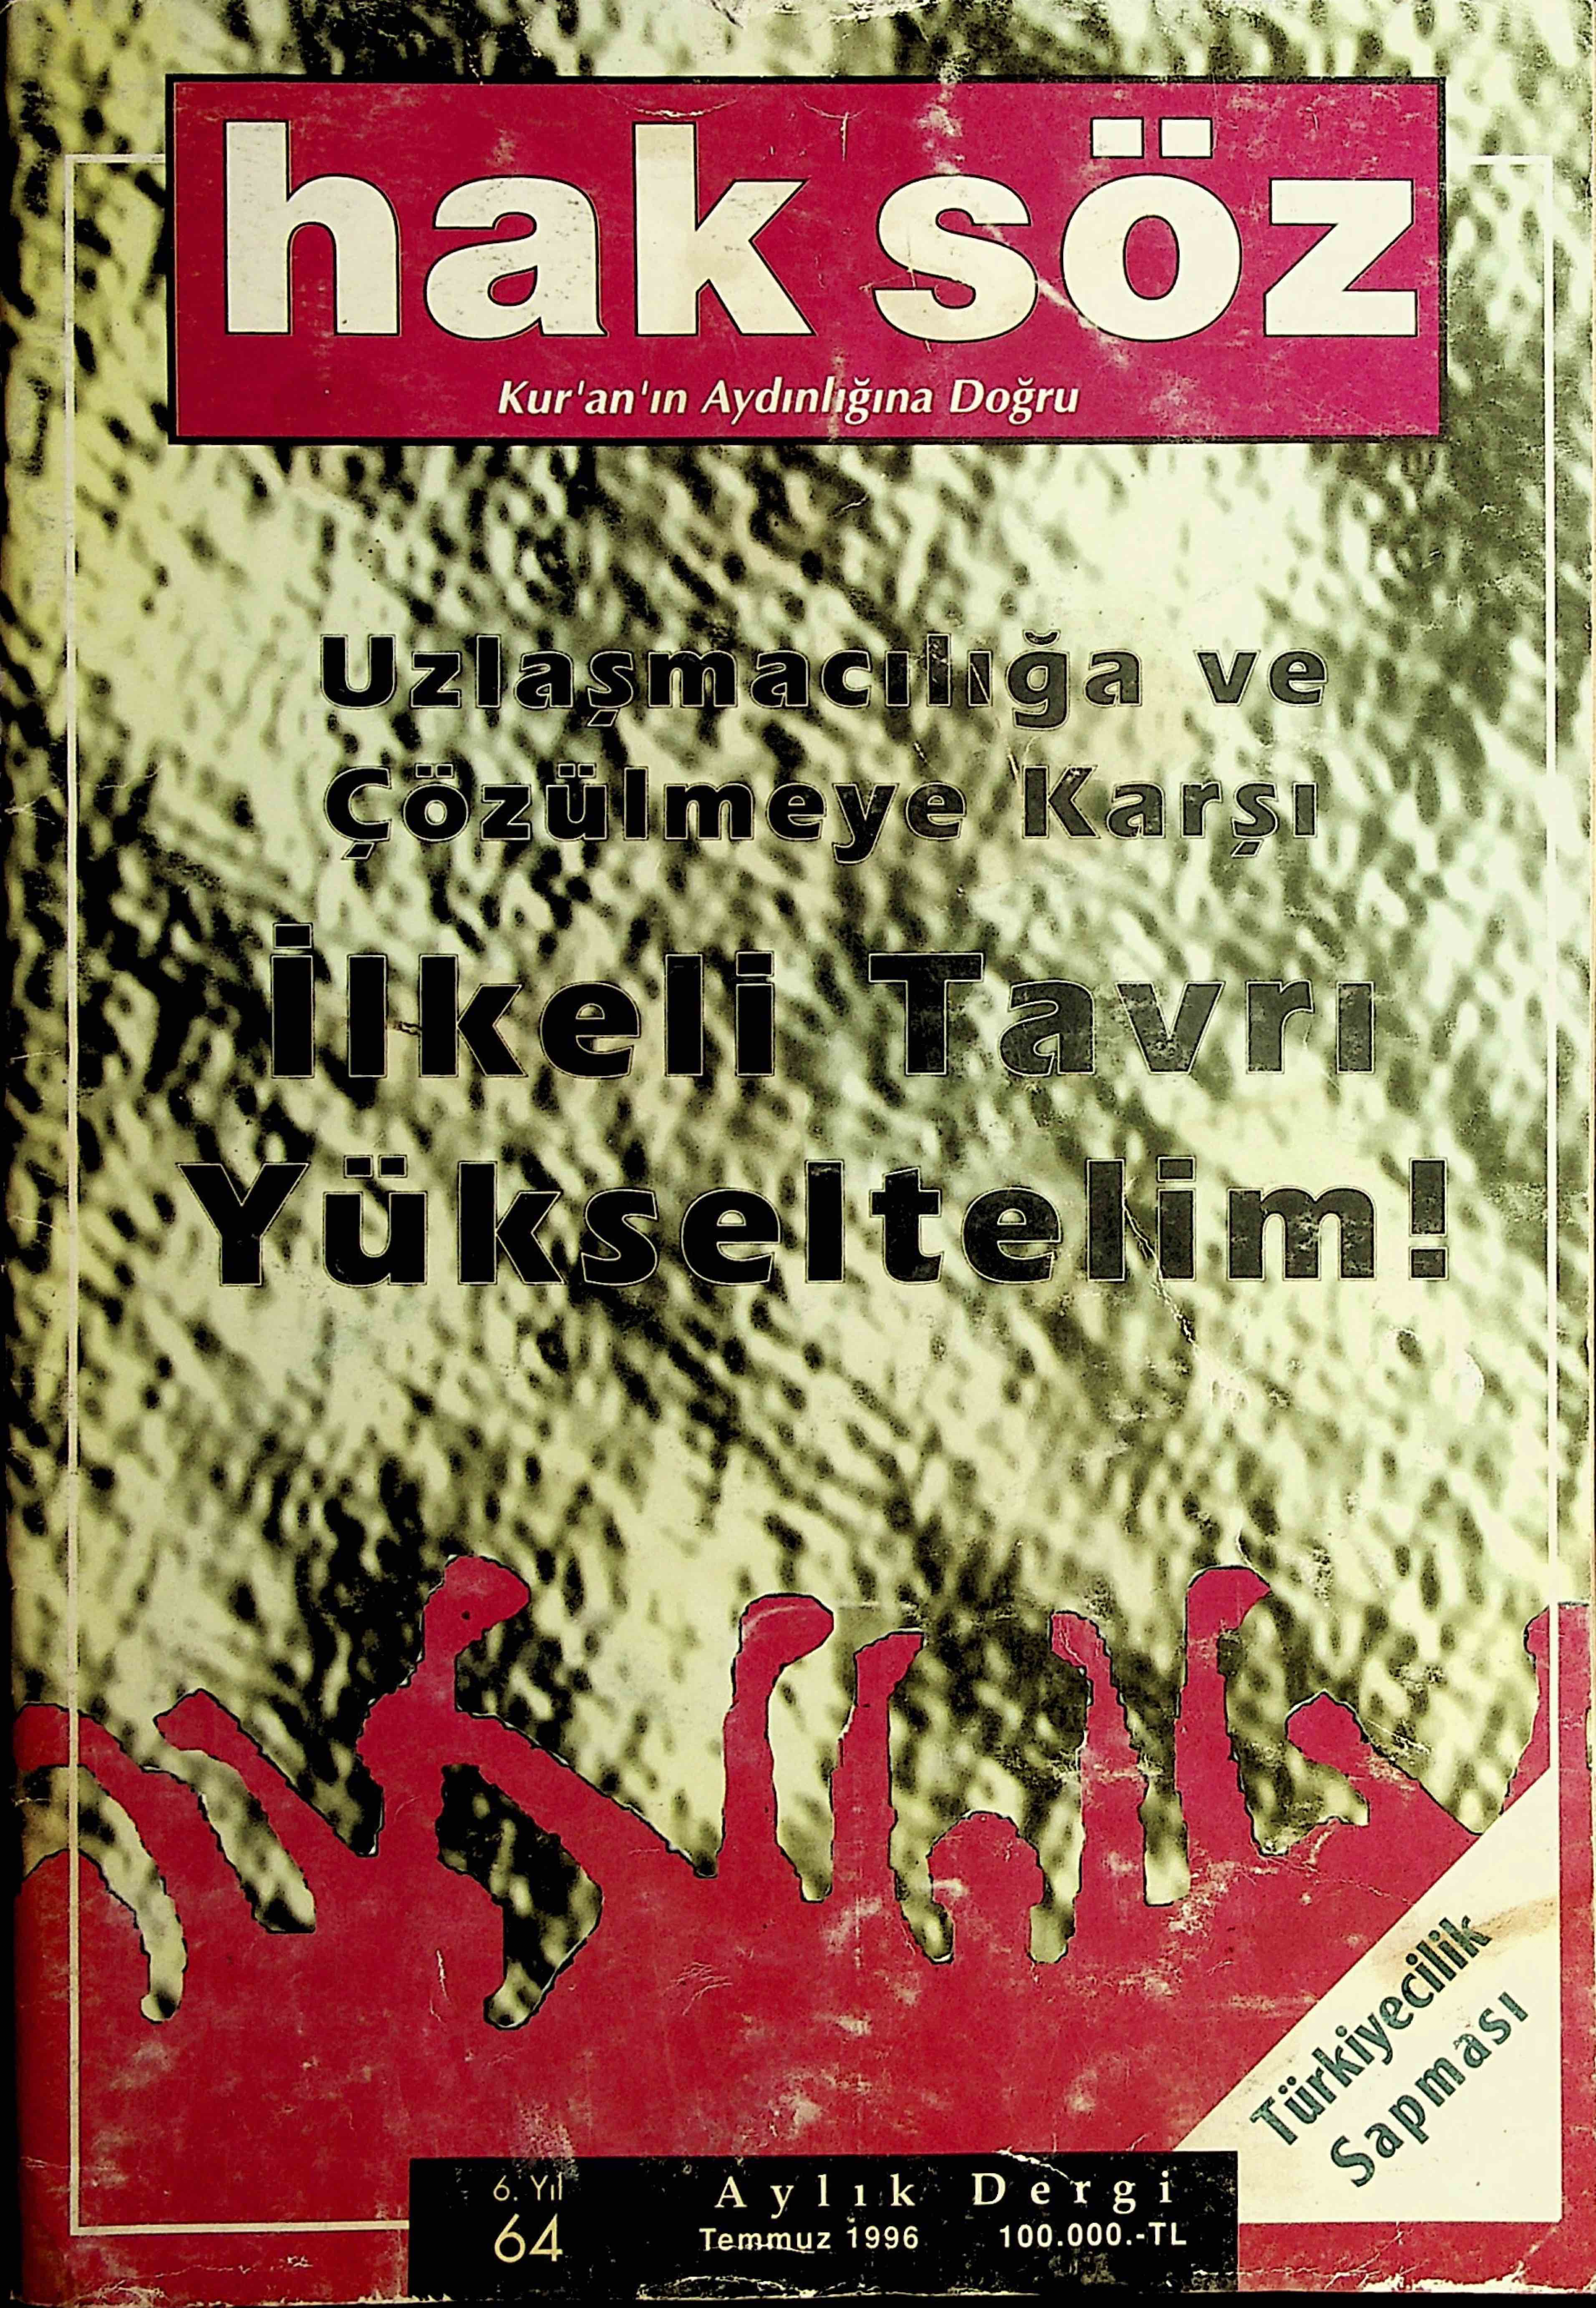 hak söz
Kur'an'ın Aydınlığına Doğru
Uzlaşmacılığa ve
Çözülmeye Karşı
İlkeli Tavrı
Yükseltelim!
Türkiyecilik
Sapması
6. Yıl
64
Aylık Dergi
Temmuz 1996 100.000.-TL